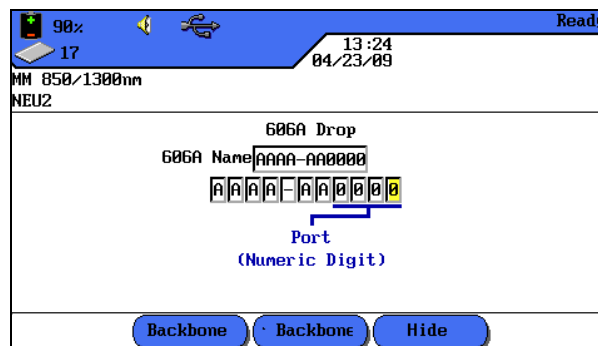 90% Read
17
13:24
04/23/09
MM 850/1300nm
NEU2
606A Drop
606A Name AAAA-AA0000
AAAA-AA0000
Port
(Numeric Digit)
Backbone Backbone Hide